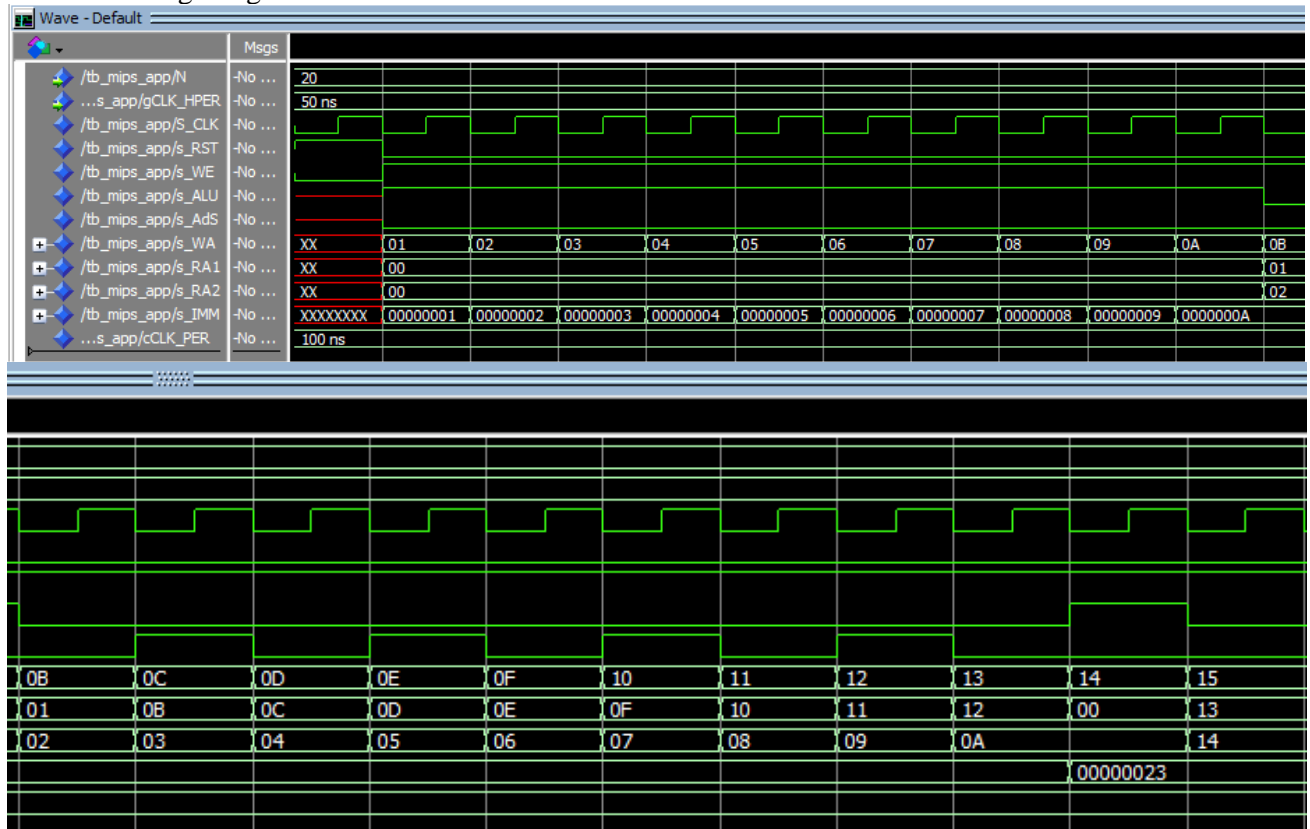 Wave - Default
Msgs
/tb_mips_app/N -No ... 20
...s_app/gCLK_HPER -No ... 50 ns
/tb_mips_app/S_CLK -No ...
/tb_mips_app/s_RST -No ...
/tb_mips_app/s_WE -No ...
/tb_mips_app/s_ALU -No ...
/tb_mips_app/s_AdS -No ...
/tb_mips_app/s_WA -No ... XX 01 02 03 04 05 06 07 08 09 0A 0B
/tb_mips_app/s_RA1 -No ... XX 00 01
/tb_mips_app/s_RA2 -No ... XX 00 02
/tb_mips_app/s_IMM -No ... XXXXXXXX 00000001 00000002 00000003 00000004 00000005 00000006 00000007 00000008 00000009 0000000A
...s_app/cCLK_PER -No ... 100 ns
0B 0C 0D 0E 0F 10 11 12 13 14 15
01 0B 0C 0D 0E 0F 10 11 12 00 13
02 03 04 05 06 07 08 09 0A 14
00000023